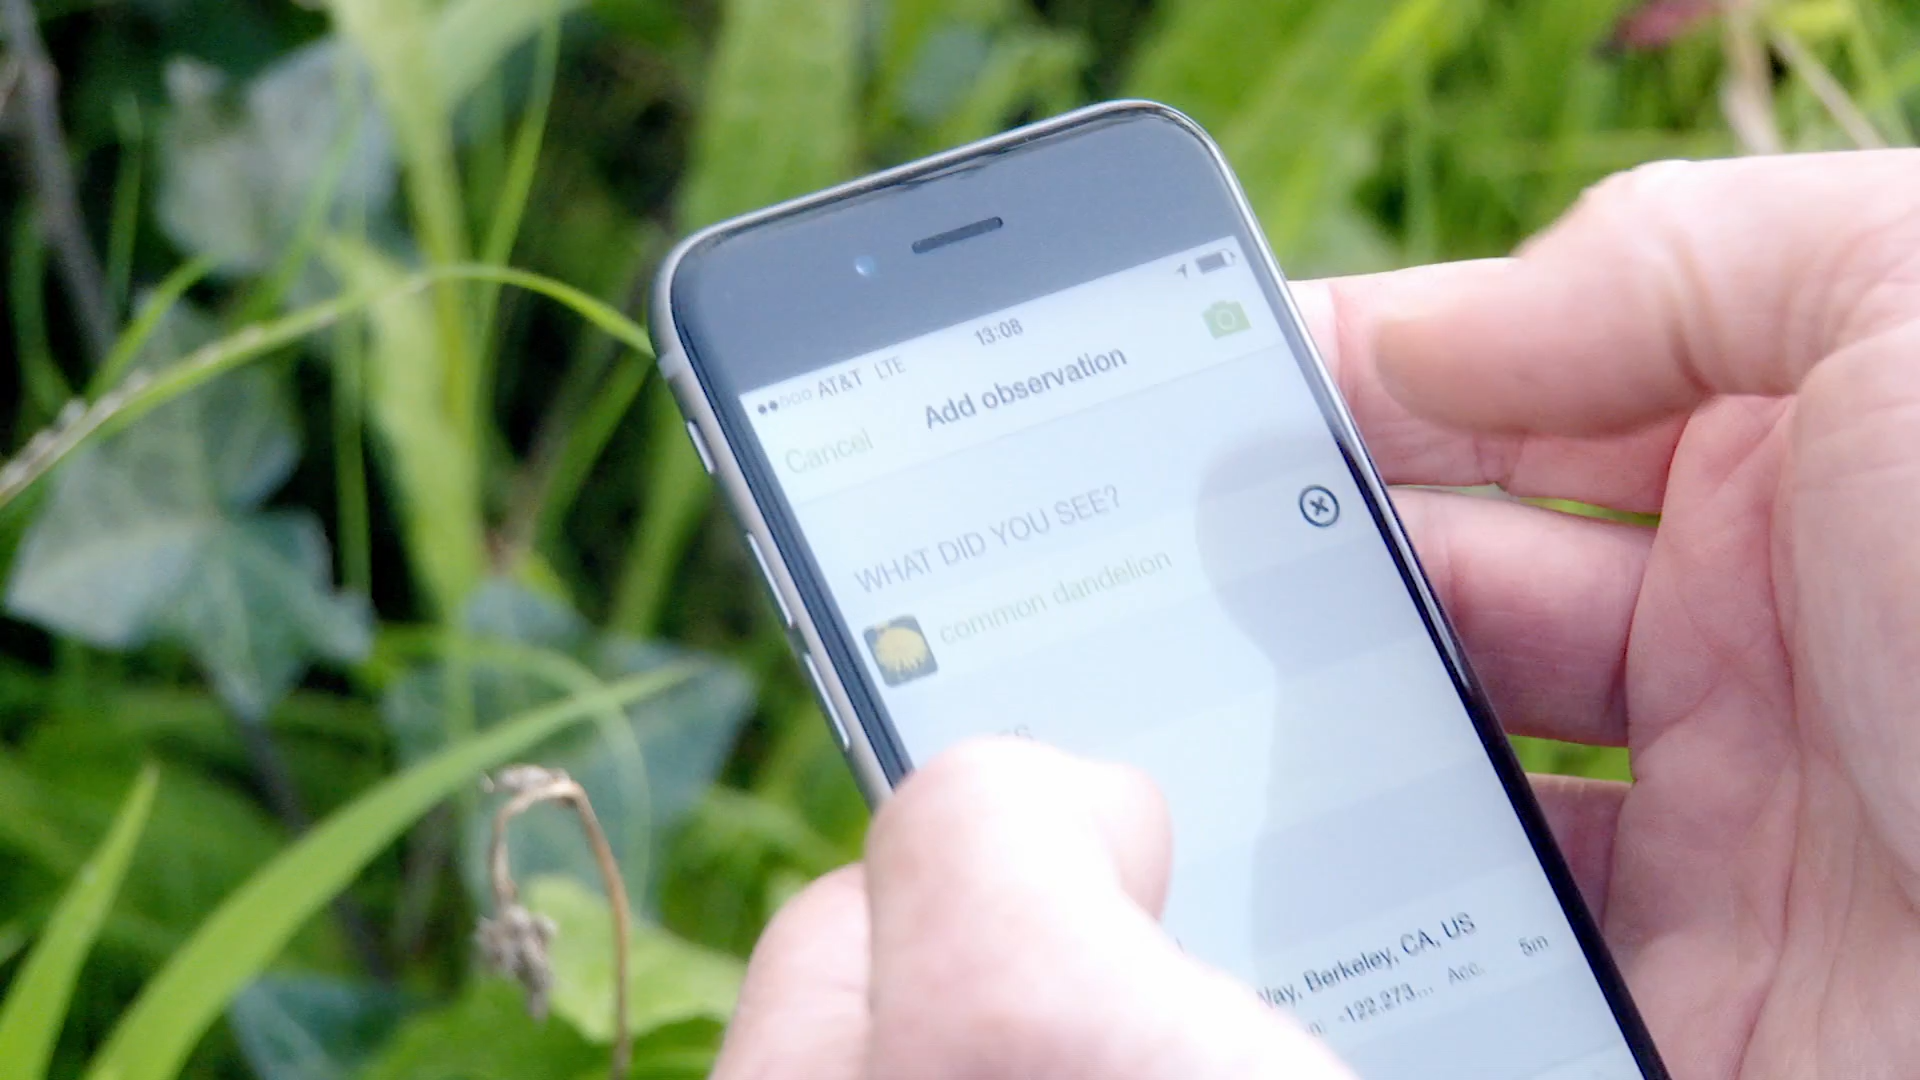 AT&T LTE 13:08
Cancel Add observation
WHAT DID YOU SEE?
common dandelion
Way, Berkeley, CA, US
-122.273... Acc. 5m